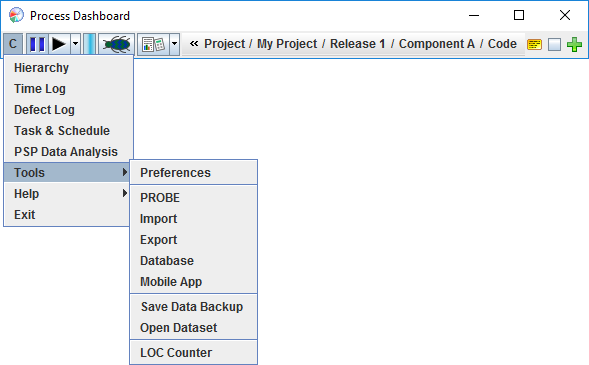 Process Dashboard
C
« Project / My Project / Release 1 / Component A / Code
Hierarchy
Time Log
Defect Log
Task & Schedule
PSP Data Analysis
Tools
Help
Exit
Preferences
PROBE
Import
Export
Database
Mobile App
Save Data Backup
Open Dataset
LOC Counter